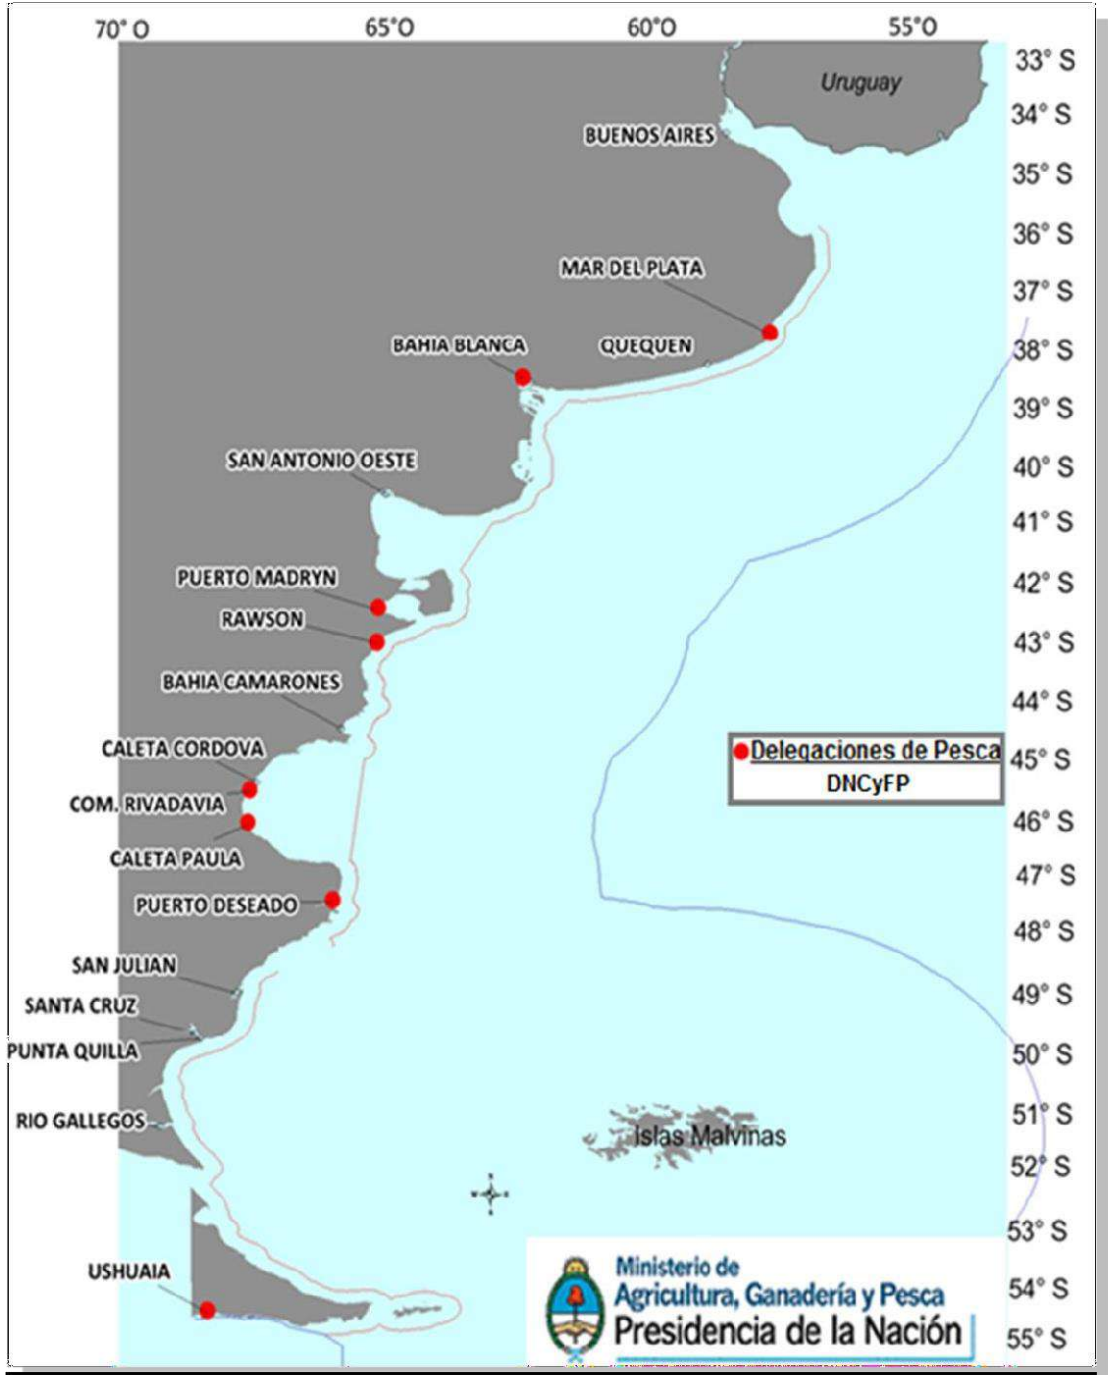 70° O 65° O 60° O 55° O
33° S
Uruguay
34° S
BUENOS AIRES
35° S
36° S
MAR DEL PLATA
37° S
BAHIA BLANCA
QUEQUEN
38° S
39° S
SAN ANTONIO OESTE
40° S
41° S
PUERTO MADRYN
42° S
RAWSON
43° S
BAHIA CAMARONES
44° S
CALETA CORDOVA
Delegaciones de Pesca
45° S
DNCyFP
COM. RIVADAVIA
46° S
CALETA PAULA
47° S
PUERTO DESEADO
48° S
SAN JULIAN
49° S
SANTA CRUZ
PUNTA QUILLA
50° S
RIO GALLEGOS
51° S
Islas Malvinas
52° S
53° S
USHUAIA
Ministerio de
54° S
Agricultura, Ganadería y Pesca
Presidencia de la Nación
55° S